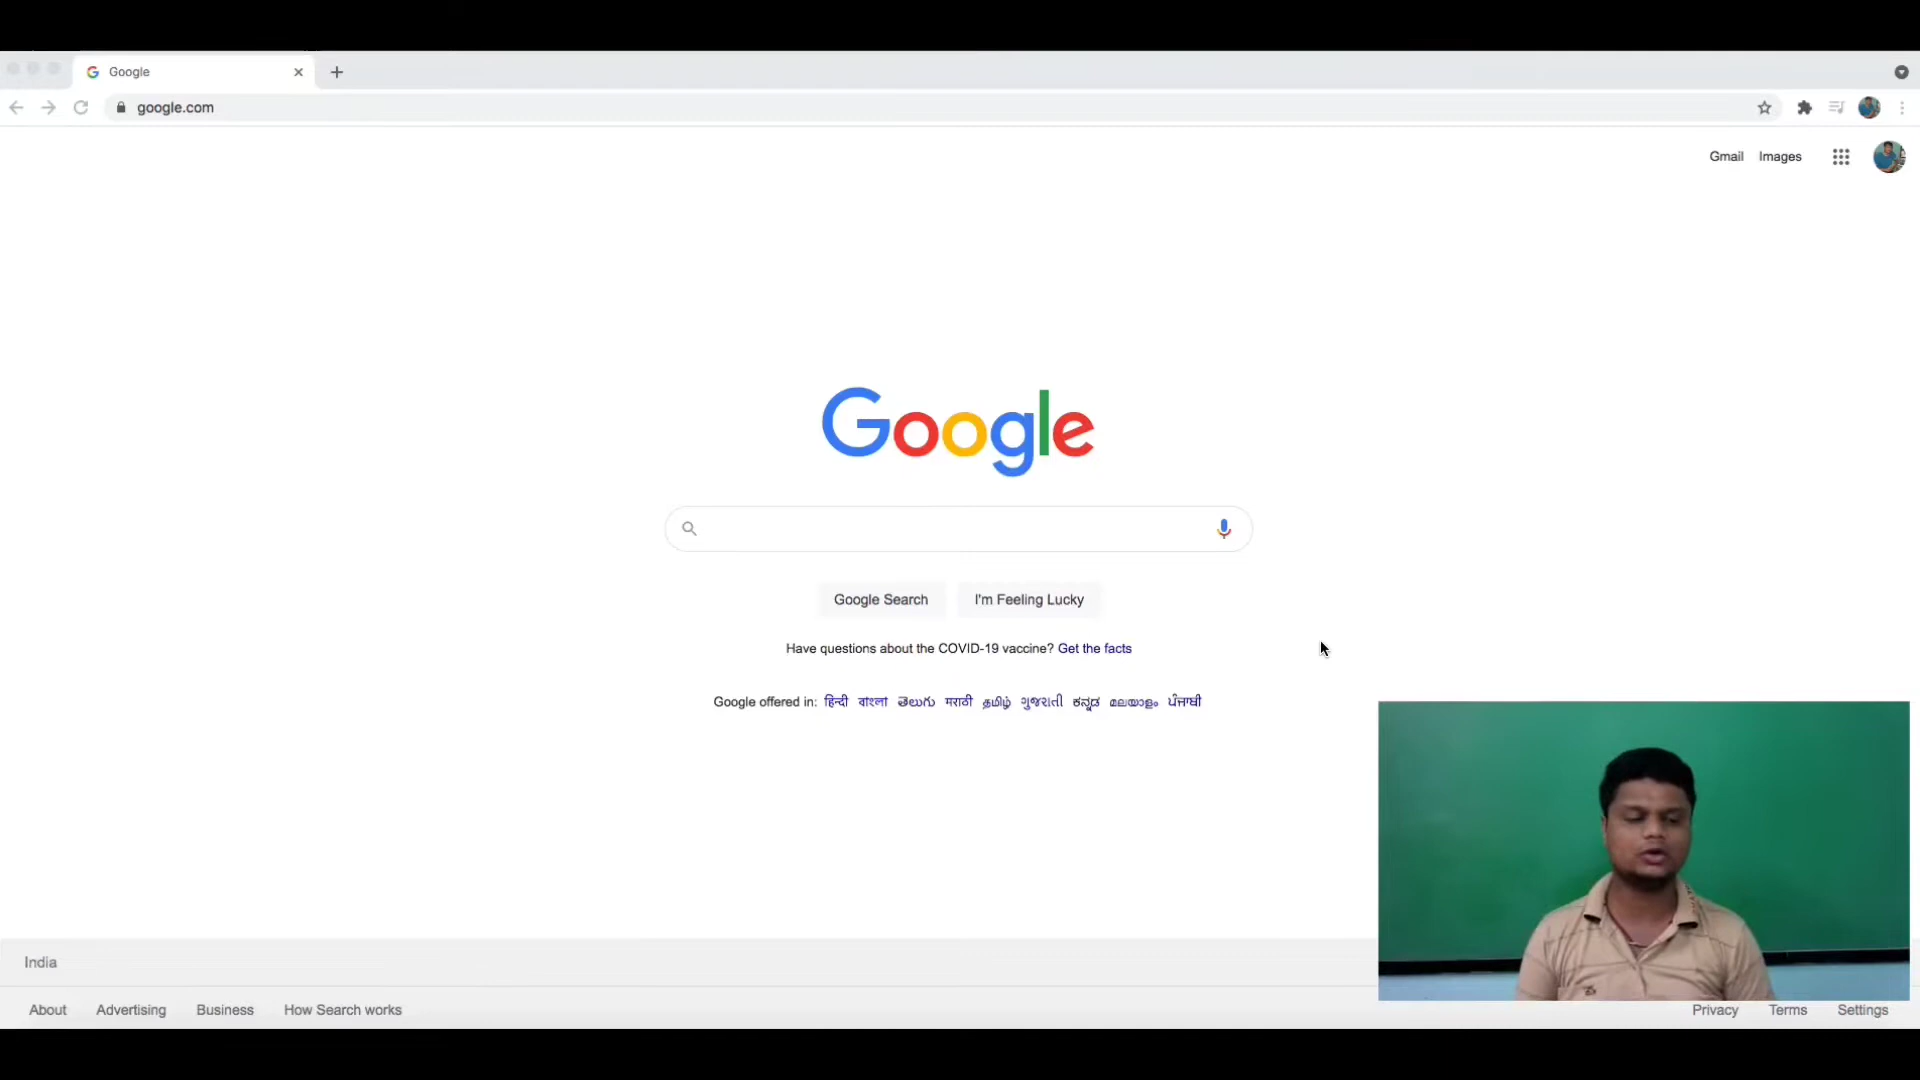 Google
google.com
Gmail Images
Google
Google Search I'm Feeling Lucky
Have questions about the COVID-19 vaccine? Get the facts
Google offered in: हिन्दी বাংলা తెలుగు मराठी தமிழ் ગુજરાતી ಕನ್ನಡ മലയാളം ਪੰਜਾਬੀ
India
About Advertising Business How Search works Privacy Terms Settings